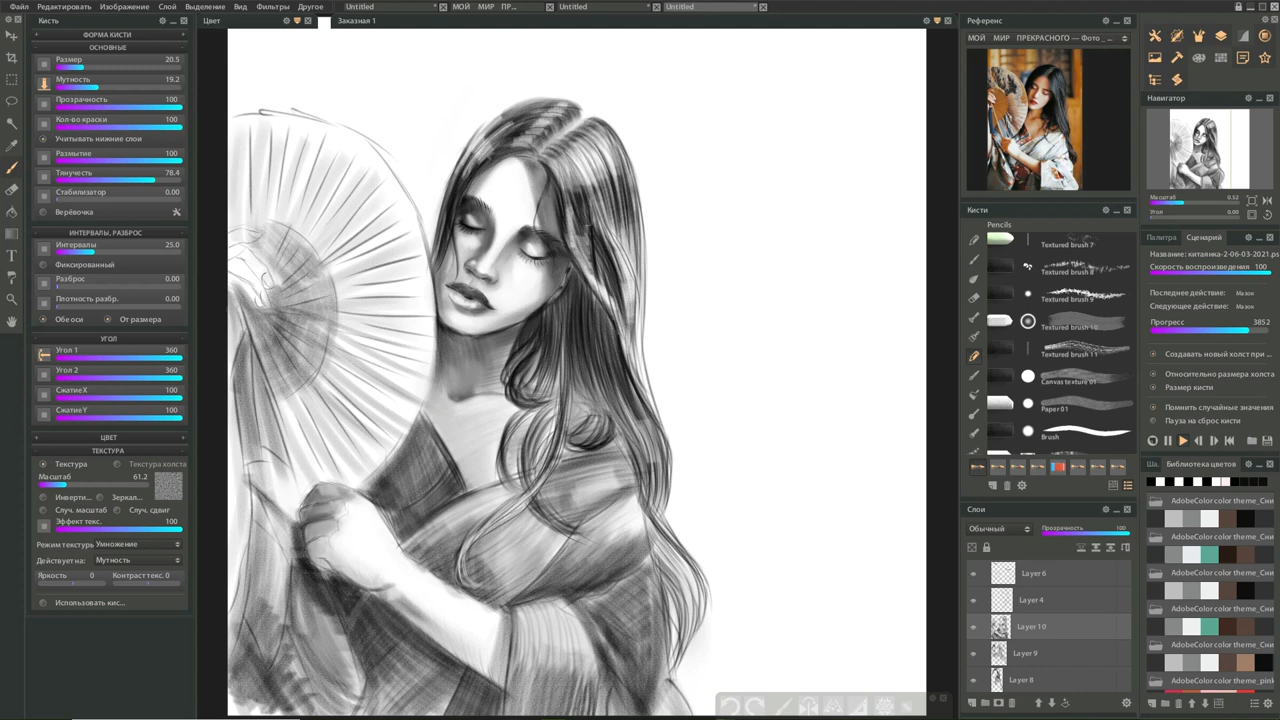 Файл Редактировать Слой Выделение Вид Фильтры Другое Untitled МОЙ МИР ПР... Untitled Untitled
Кисть
ФОРМА КИСТИ
ОСНОВНЫЕ
Размер 20.5
Мутность 19.2
Прозрачность 100
Кол-во краски 100
Учитывать нижние слои
Размытие 100
Тянучесть 78.4
Стабилизатор 0.00
Верёвочка
ИНТЕРВАЛЫ, РАЗБРОС
Интервалы 25.0
Фиксированный
Разброс 0.00
Плотность разбр. 0.00
Обе оси От размера
УГОЛ
Угол 1 360
Угол 2 360
Сжатие X 100
Сжатие Y 100
ЦВЕТ
ТЕКСТУРА
Текстура Текстура холста
Масштаб 61.2
Инверти... Зеркал...
Случ. масштаб Случ. сдвиг
Эффект текс. 100
Режим текстуры Умножение
Действует на: Мутность
Яркость 0 Контраст текс. 0
Использовать кис...
Цвет
Заказная 1
Референс
МОЙ МИР ПРЕКРАСНОГО — Фото_...
Кисти
Pencils
Textured brush 7
Textured brush 8
Textured brush 9
Textured brush 10
Textured brush 11
Canvas texture 01
Paper 01
Brush
Слои
Обычный Прозрачность 100
Layer 6
Layer 4
Layer 10
Layer 9
Layer 8
Навигатор
Масштаб 0.52
Угол 0.00
Палитра Сценарий
Название: китаянка-2-06-03-2021.ps
Скорость воспроизведения 100
Последнее действие: Мазок
Следующее действие: Мазок
Прогресс 3852
Создавать новый холст при ...
Относительно размера холста
Размер кисти
Помнить случайные значения
Пауза на сброс кисти
Ша. Библиотека цветов
AdobeColor color theme_Сни
AdobeColor color theme_Сни
AdobeColor color theme_Сни
AdobeColor color theme_Сни
AdobeColor color theme_Сни
AdobeColor color theme_pink